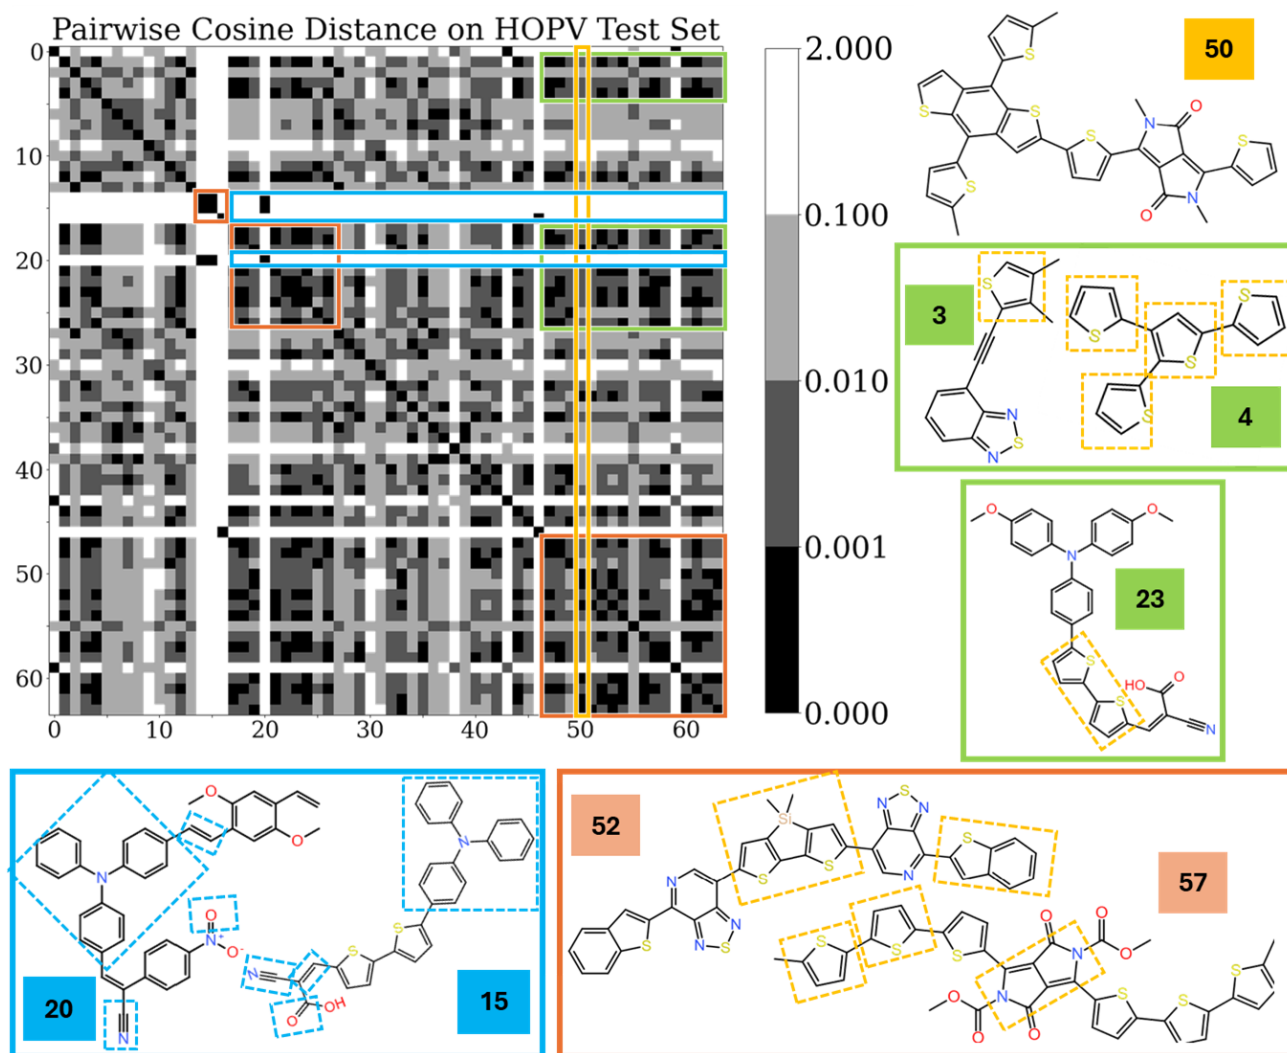 Pairwise Cosine Distance on HOPV Test Set
0
10
20
30
40
50
60
0 10 20 30 40 50 60
2.000
0.100
0.010
0.001
0.000
50
S
S
S
S
S
N
O
O
N
S
3
S
N
S
N
4
S
S
S
S
23
O
O
N
S
S
HO
O
N
20
O
O
N
O
N+
O-
N
15
N
S
S
N
O
OH
52
Si
S
S
N
S
N
N
S
N
N
S
N
S
57
S
S
S
O
N
O
O
N
O
O
O
S
S
S